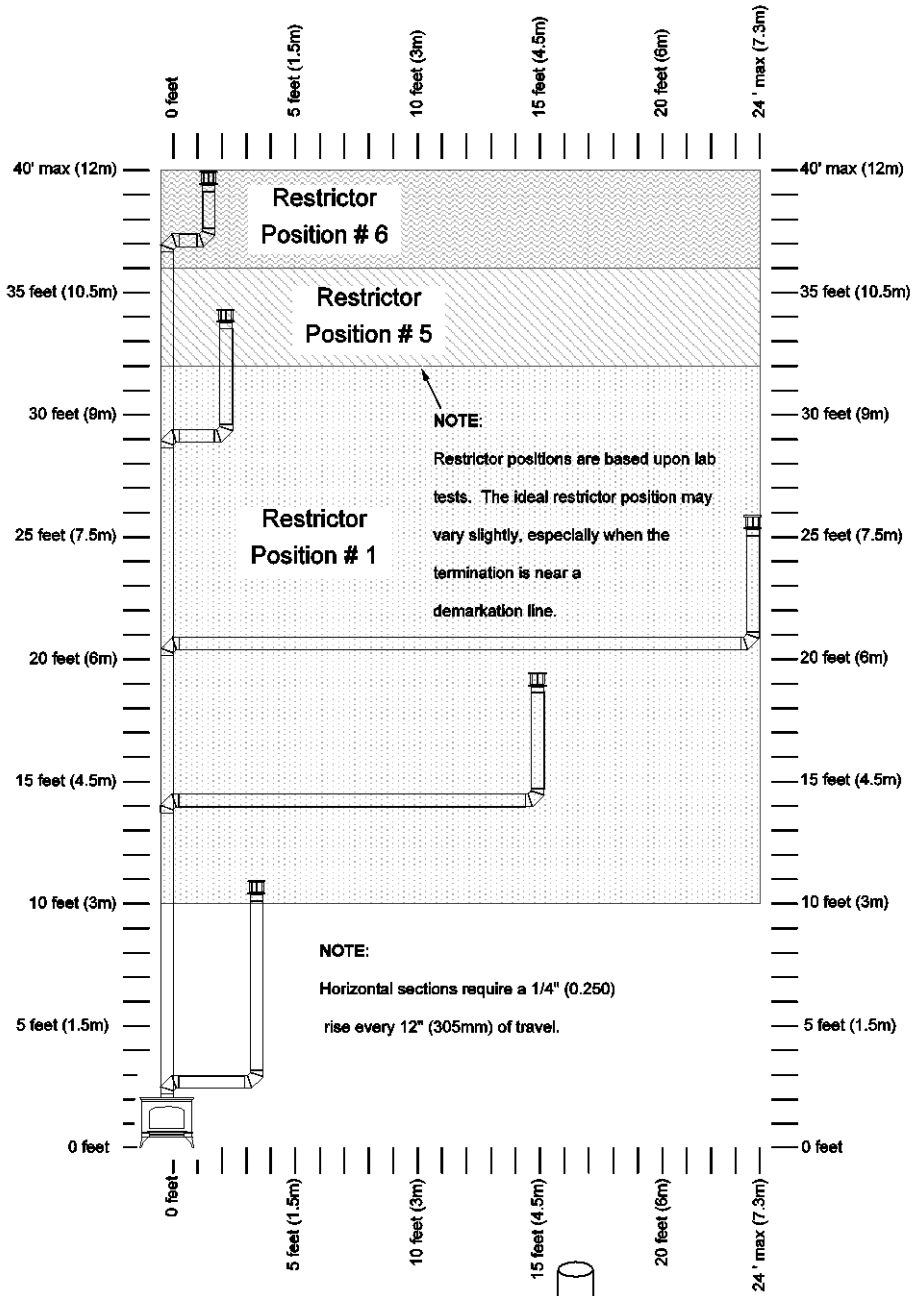 0 feet
5 feet (1.5m)
10 feet (3m)
15 feet (4.5m)
20 feet (6m)
24 ' max (7.3m)
40' max (12m)
35 feet (10.5m)
30 feet (9m)
25 feet (7.5m)
20 feet (6m)
15 feet (4.5m)
10 feet (3m)
5 feet (1.5m)
0 feet
Restrictor
Position # 6
Restrictor
Position # 5
NOTE:
Restrictor positions are based upon lab
tests. The ideal restrictor position may
vary slightly, especially when the
termination is near a
demarkation line.
Restrictor
Position # 1
NOTE:
Horizontal sections require a 1/4" (0.250)
rise every 12" (305mm) of travel.
40' max (12m)
35 feet (10.5m)
30 feet (9m)
25 feet (7.5m)
20 feet (6m)
15 feet (4.5m)
10 feet (3m)
5 feet (1.5m)
0 feet
0 feet
5 feet (1.5m)
10 feet (3m)
15 feet (4.5m)
20 feet (6m)
24 ' max (7.3m)